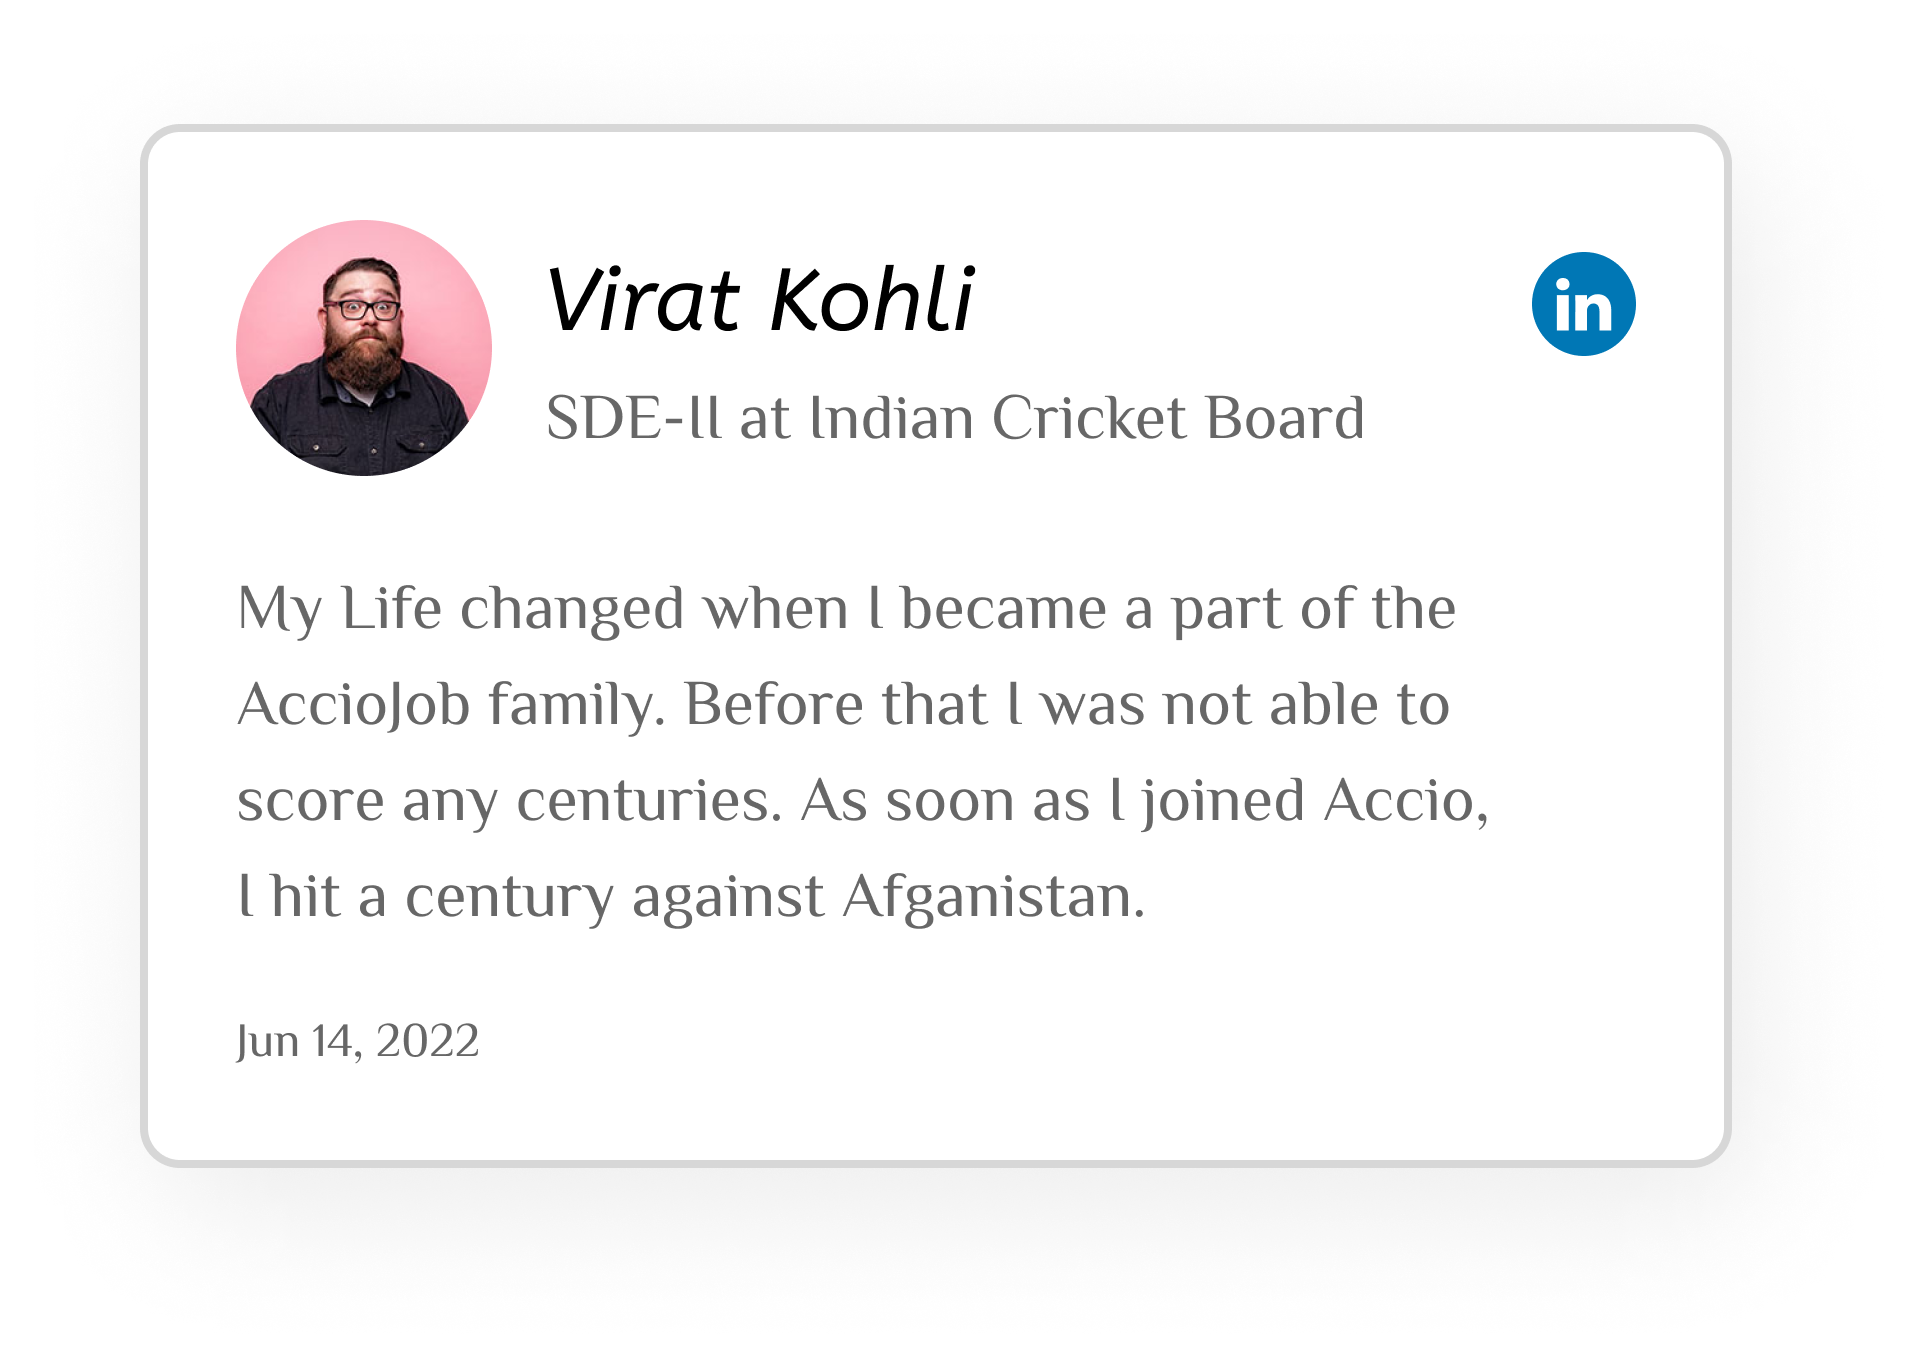 Virat Kohli
in
SDE-II at Indian Cricket Board
My Life changed when I became a part of the
AccioJob family. Before that I was not able to
score any centuries. As soon as I joined Accio,
I hit a century against Afganistan.
Jun 14, 2022